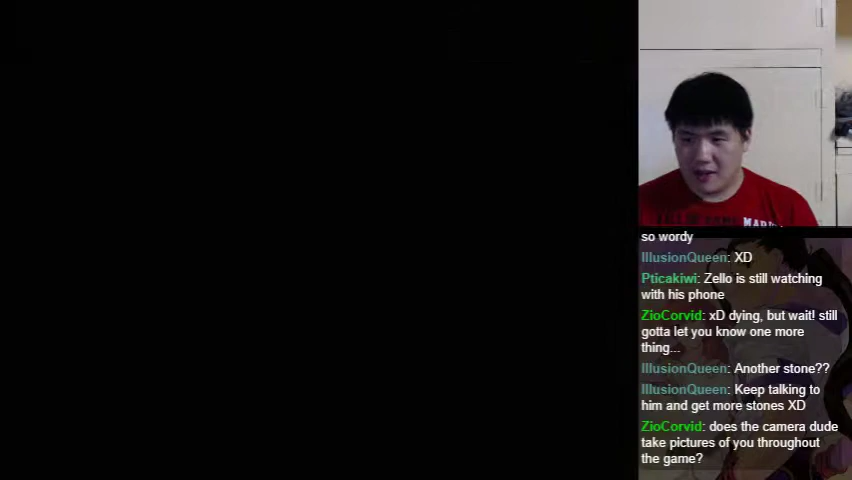 so wordy
IllusionQueen: XD
Pticakiwi: Zello is still watching
with his phone
ZioCorvid: xD dying, but wait! still
gotta let you know one more
thing...
IllusionQueen: Another stone??
IllusionQueen: Keep talking to
him and get more stones XD
ZioCorvid: does the camera dude
take pictures of you throughout
the game?